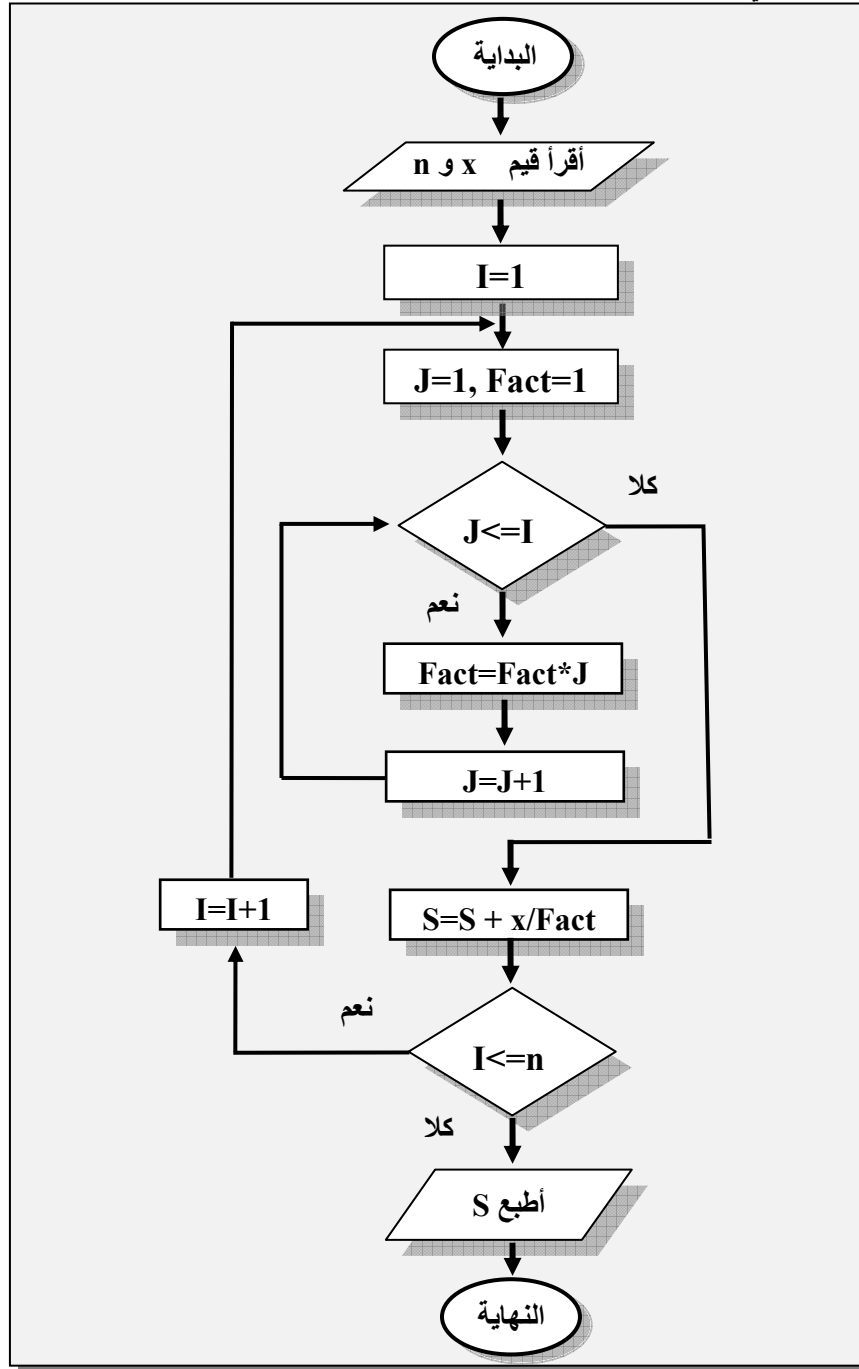 البداية
أقرأ قيم x و n
I=1
J=1, Fact=1
كلا
J<=I
نعم
Fact=Fact*J
J=J+1
I=I+1
S=S + x/Fact
نعم
I<=n
كلا
أطبع S
النهاية